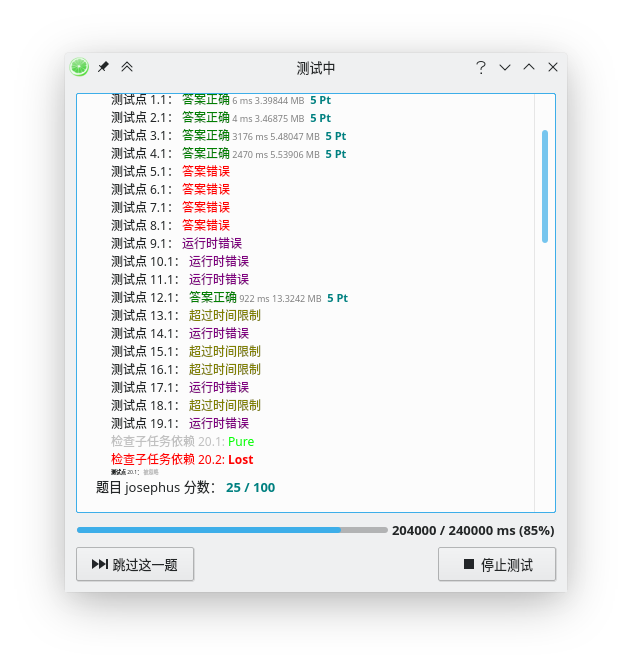 测试中
测试点 1.1: 答案正确 6 ms 3.39844 MB 5 Pt
测试点 2.1: 答案正确 4 ms 3.46875 MB 5 Pt
测试点 3.1: 答案正确 3176 ms 5.48047 MB 5 Pt
测试点 4.1: 答案正确 2470 ms 5.53906 MB 5 Pt
测试点 5.1: 答案错误
测试点 6.1: 答案错误
测试点 7.1: 答案错误
测试点 8.1: 答案错误
测试点 9.1: 运行时错误
测试点 10.1: 运行时错误
测试点 11.1: 运行时错误
测试点 12.1: 答案正确 922 ms 13.3242 MB 5 Pt
测试点 13.1: 超过时间限制
测试点 14.1: 运行时错误
测试点 15.1: 超过时间限制
测试点 16.1: 超过时间限制
测试点 17.1: 运行时错误
测试点 18.1: 超过时间限制
测试点 19.1: 运行时错误
检查子任务依赖 20.1: Pure
检查子任务依赖 20.2: Lost
测试点 20.1:
题目 josephus 分数: 25 / 100
204000 / 240000 ms (85%)
跳过这一题
停止测试